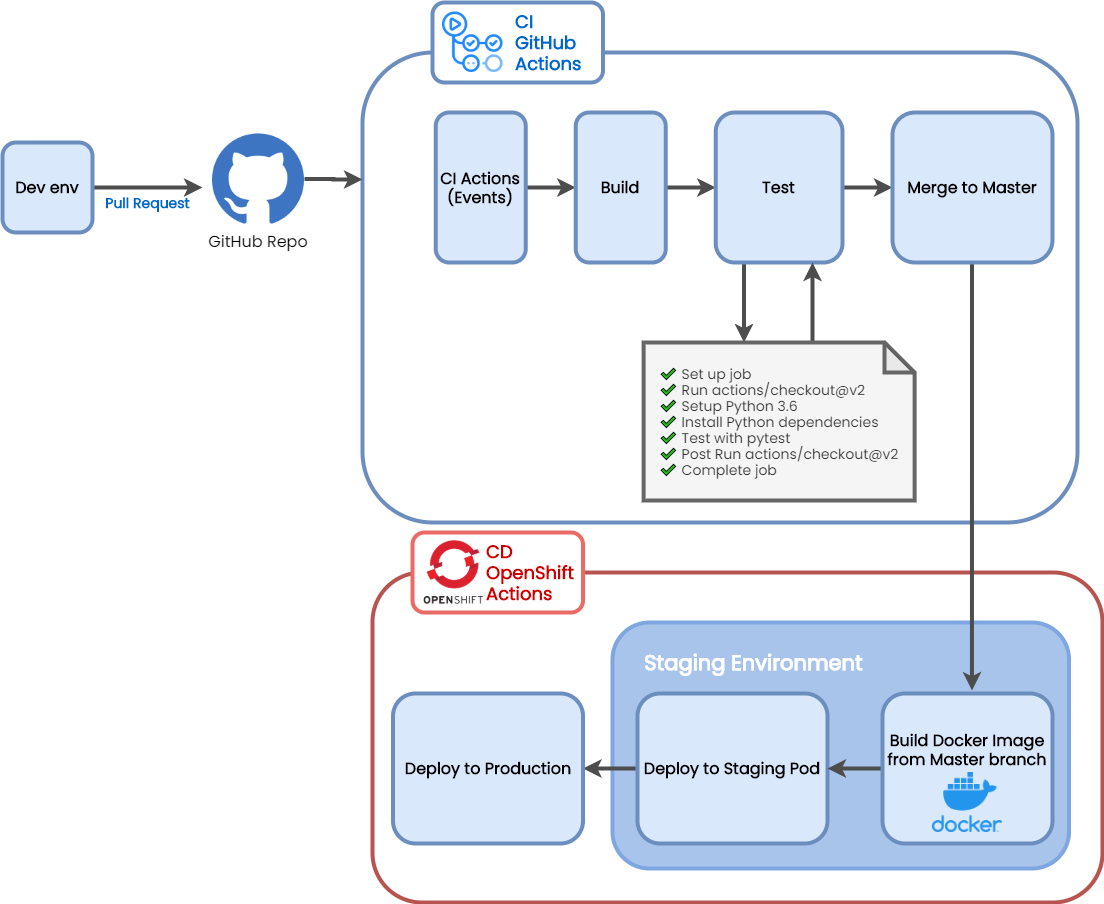 CI
GitHub
Actions
Dev env
Pull Request
GitHub Repo
CI Actions
(Events)
Build
Test
Merge to Master
Set up job
Run actions/checkout@v2
Setup Python 3.6
Install Python dependencies
Test with pytest
Post Run actions/checkout@v2
Complete job
OPENSHIFT
CD
OpenShift
Actions
Staging Environment
Deploy to Production
Deploy to Staging Pod
Build Docker Image
from Master branch
docker